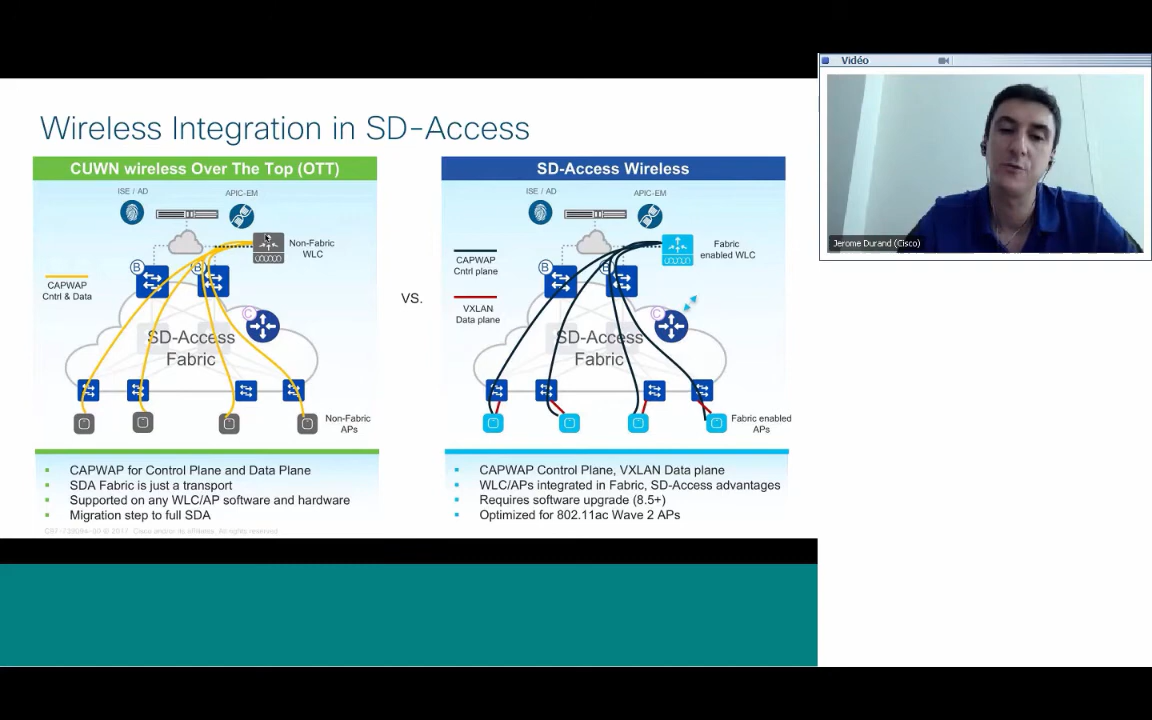 Vidéo
Jerome Durand (Cisco)
Wireless Integration in SD-Access
CUWN wireless Over The Top (OTT)
ISE / AD
APIC-EM
Non-Fabric
WLC
B
B
CAPWAP
Cntrl & Data
C
SD-Access
Fabric
Non-Fabric
APs
CAPWAP for Control Plane and Data Plane
SDA Fabric is just a transport
Supported on any WLC/AP software and hardware
Migration step to full SDA
VS.
SD-Access Wireless
ISE / AD
APIC-EM
Fabric
enabled WLC
CAPWAP
Cntrl plane
B
B
VXLAN
Data plane
C
SD-Access
Fabric
Fabric enabled
APs
CAPWAP Control Plane, VXLAN Data plane
WLC/APs integrated in Fabric, SD-Access advantages
Requires software upgrade (8.5+)
Optimized for 802.11ac Wave 2 APs